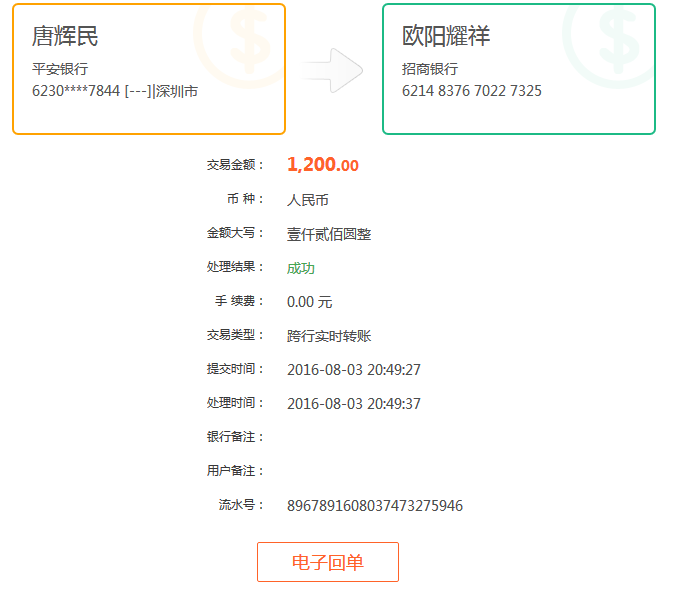 唐辉民
平安银行
6230****7844 [---]|深圳市
欧阳耀祥
招商银行
6214 8376 7022 7325
交易金额： 1,200.00
币 种： 人民币
金额大写： 壹仟贰佰圆整
处理结果： 成功
手 续费： 0.00 元
交易类型： 跨行实时转账
提交时间： 2016-08-03 20:49:27
处理时间： 2016-08-03 20:49:37
银行备注：
用户备注：
流水号： 8967891608037473275946
电子回单